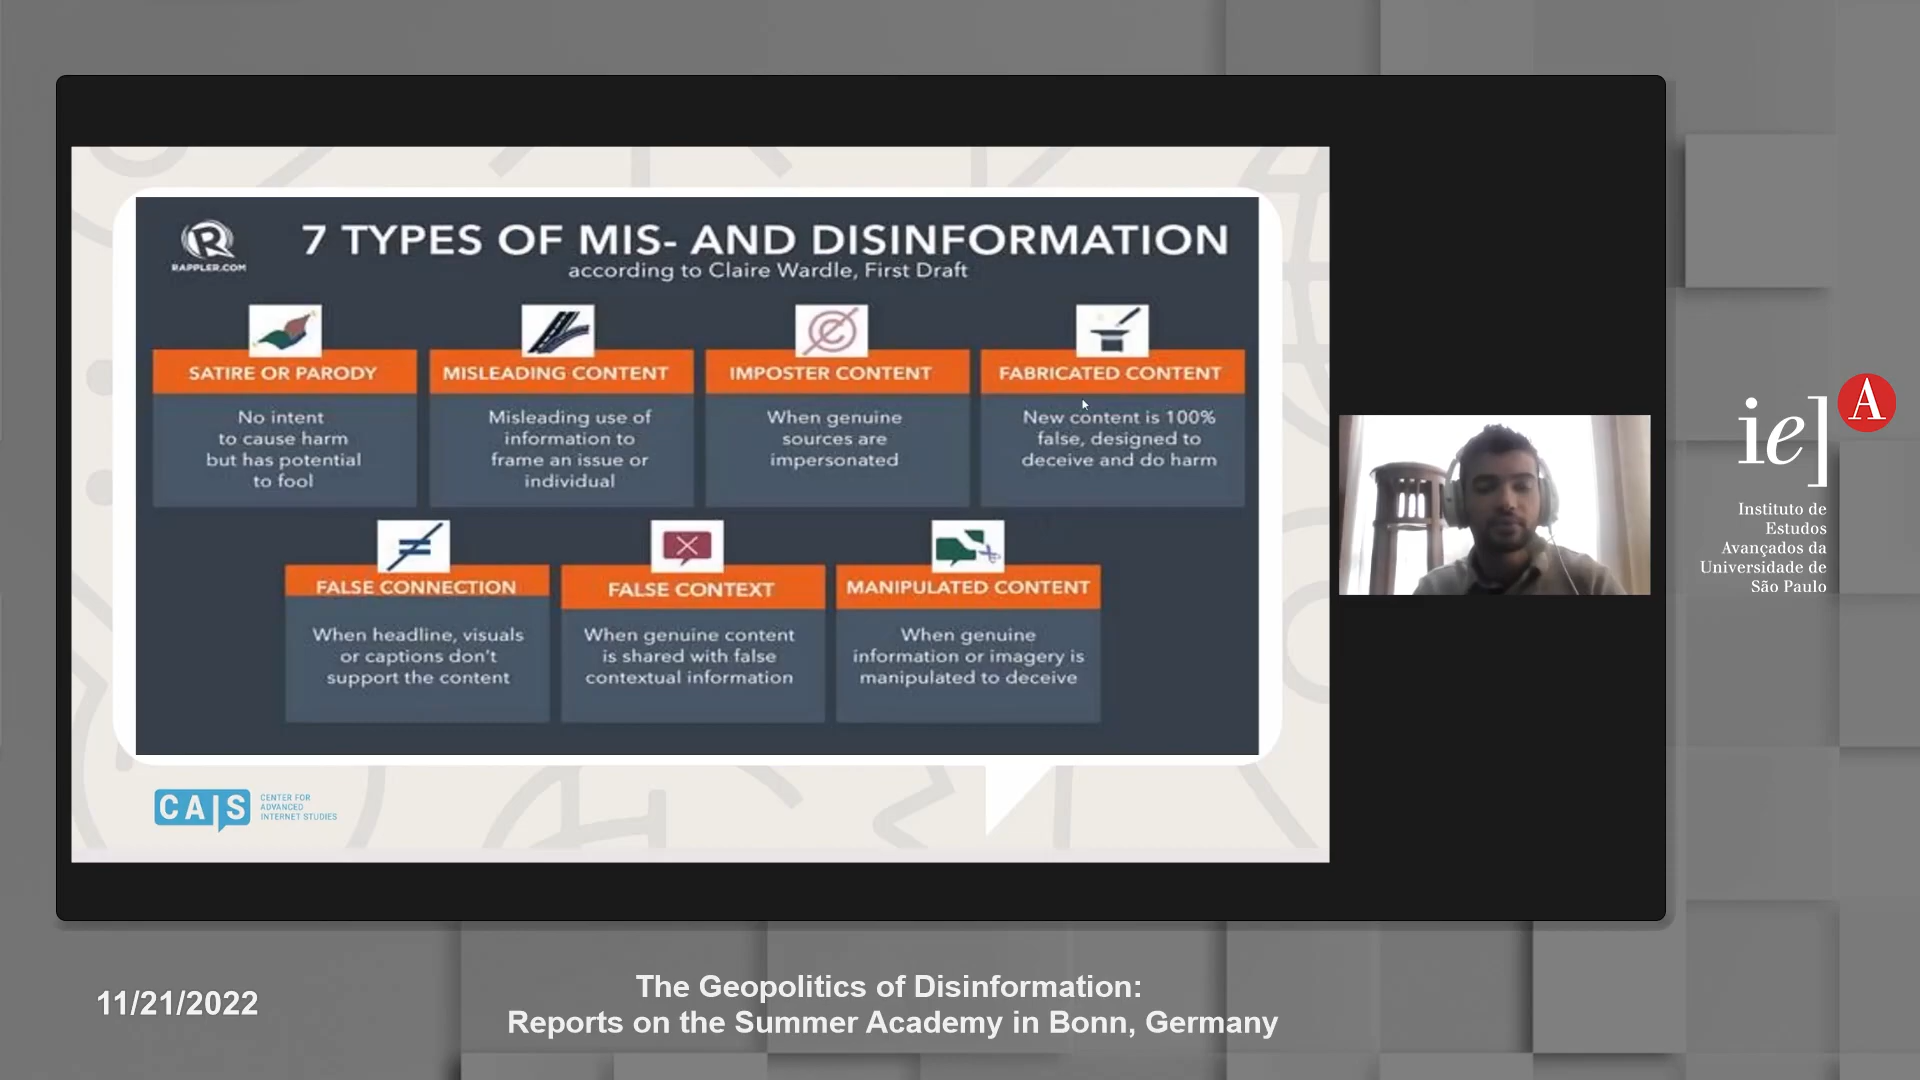 RAPPLER.COM
7 TYPES OF MIS- AND DISINFORMATION
according to Claire Wardle, First Draft
SATIRE OR PARODY
No intent
to cause harm
but has potential
to fool
MISLEADING CONTENT
Misleading use of
information to
frame an issue or
individual
IMPOSTER CONTENT
When genuine
sources are
impersonated
FABRICATED CONTENT
New content is 100%
false, designed to
deceive and do harm
FALSE CONNECTION
When headline, visuals
or captions don't
support the content
FALSE CONTEXT
When genuine content
is shared with false
contextual information
MANIPULATED CONTENT
When genuine
information or imagery is
manipulated to deceive
CAIS
CENTER FOR
ADVANCED
INTERNET STUDIES
ie] A
Instituto de
Estudos
Avançados da
Universidade de
São Paulo
11/21/2022
The Geopolitics of Disinformation:
Reports on the Summer Academy in Bonn, Germany